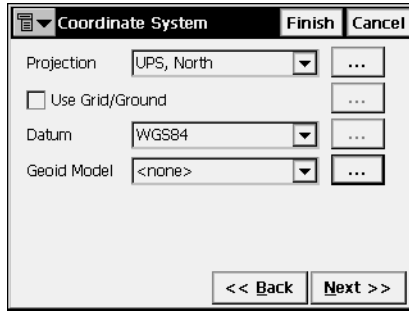 Coordinate System Finish Cancel
Projection UPS, North ...
Use Grid/Ground ...
Datum WGS84 ...
Geoid Model <none> ...
<< Back Next >>